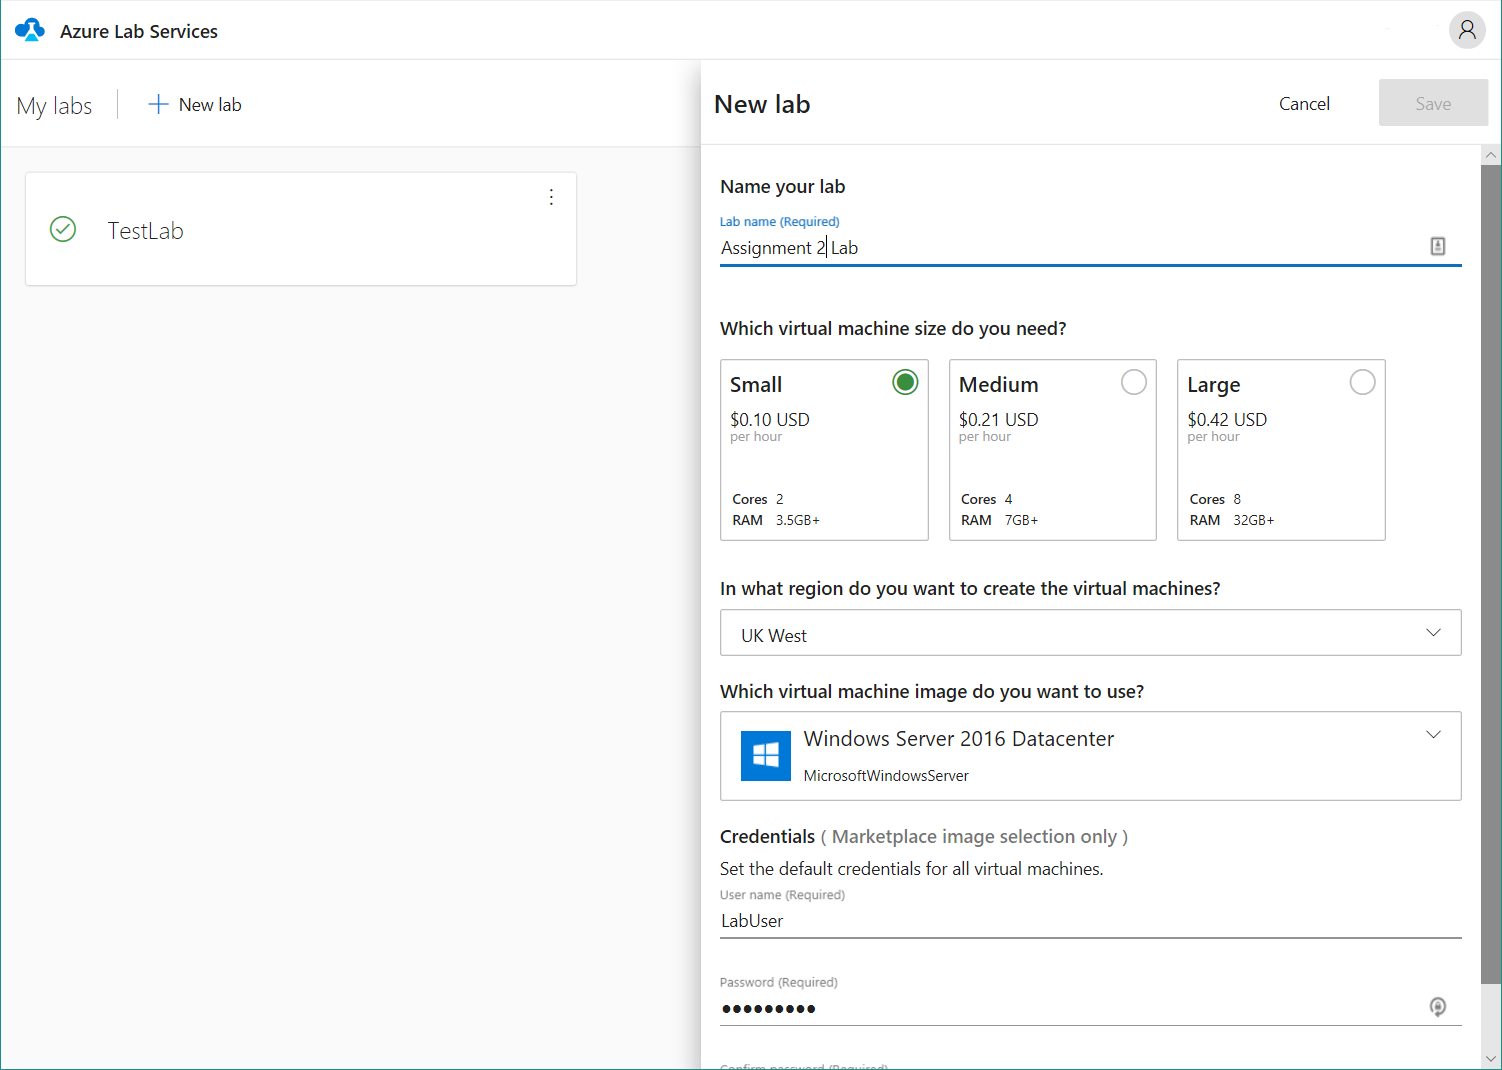 Azure Lab Services
My labs
New lab
TestLab
New lab
Cancel
Save
Name your lab
Lab name (Required)
Assignment 2 Lab
Which virtual machine size do you need?
Small
$0.10 USD
per hour
Cores 2
RAM 3.5GB+
Medium
$0.21 USD
per hour
Cores 4
RAM 7GB+
Large
$0.42 USD
per hour
Cores 8
RAM 32GB+
In what region do you want to create the virtual machines?
UK West
Which virtual machine image do you want to use?
Windows Server 2016 Datacenter
MicrosoftWindowsServer
Credentials ( Marketplace image selection only )
Set the default credentials for all virtual machines.
User name (Required)
LabUser
Password (Required)
•••••••••
Confirm password (Required)